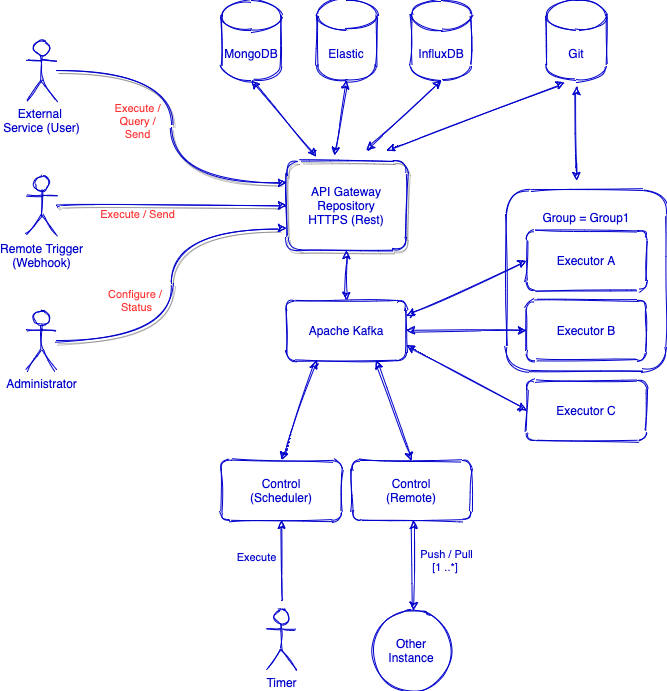 MongoDB
Elastic
InfluxDB
Git
External
Service (User)
Execute /
Query /
Send
API Gateway
Repository
HTTPS (Rest)
Remote Trigger
(Webhook)
Execute / Send
Group = Group1
Executor A
Configure /
Status
Administrator
Apache Kafka
Executor B
Executor C
Control
(Scheduler)
Control
(Remote)
Execute
Push / Pull
[1 ..*]
Timer
Other
Instance